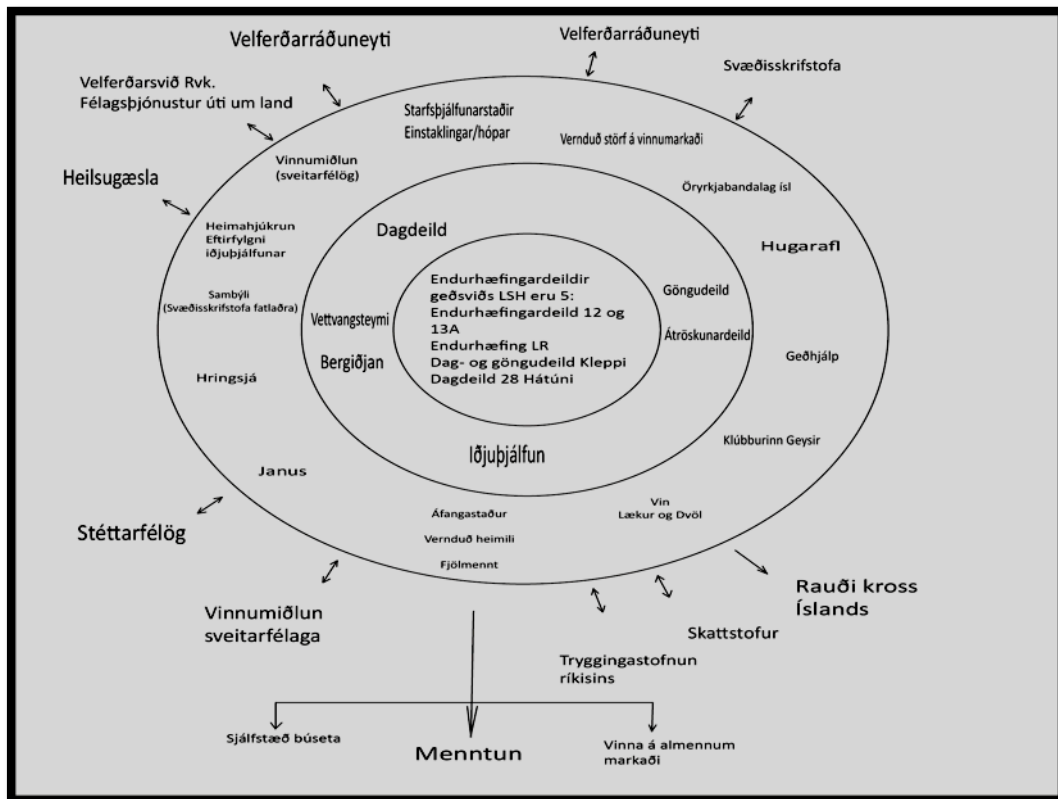 Velferðarráðuneyti
Velferðarráðuneyti
Svæðisskrifstofa
Velferðarsvið Rvk.
Félagsþjónustur úti um land
Heilsugæsla
Starfsþjálfunarstaðir
Einstaklingar/hópar
Vernduð störf á vinnumarkaði
Vinnumiðlun
(sveitarfélög)
Öryrkjabandalag ísl
Heimahjúkrun
Eftirfylgni
iðjuþjálfunar
Hugarafl
Dagdeild
Sambýli
(Svæðisskrifstofa fatlaðra)
Endurhæfingardeildir
geðsviðs LSH eru 5:
Endurhæfingardeild 12 og
13A
Endurhæfing LR
Dag- og göngudeild Kleppi
Dagdeild 28 Hátúni
Göngudeild
Vettvangsteymi
Átröskunardeild
Bergiðjan
Geðhjálp
Hringsjá
Klúbburinn Geysir
Iðjuþjálfun
Janus
Áfangastaður
Vernduð heimili
Fjölmennt
Vin
Lækur og Dvöl
Stéttarfélög
Vinnumiðlun
sveitarfélaga
Rauði kross
Íslands
Skattstofur
Tryggingastofnun
ríkisins
Sjálfstæð búseta
Menntun
Vinna á almennum
markaði